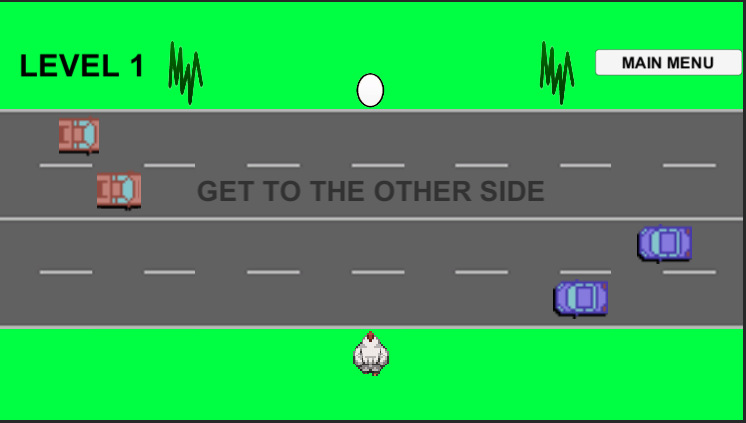 LEVEL 1
MAIN MENU
GET TO THE OTHER SIDE